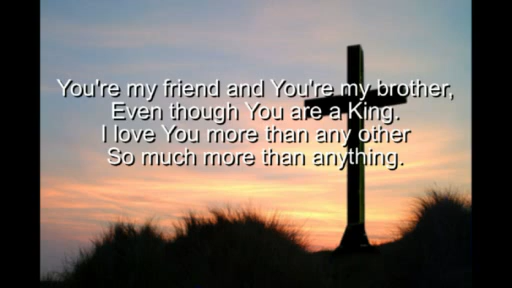 You're my friend and You're my brother,
Even though You are a King.
I love You more than any other
So much more than anything.